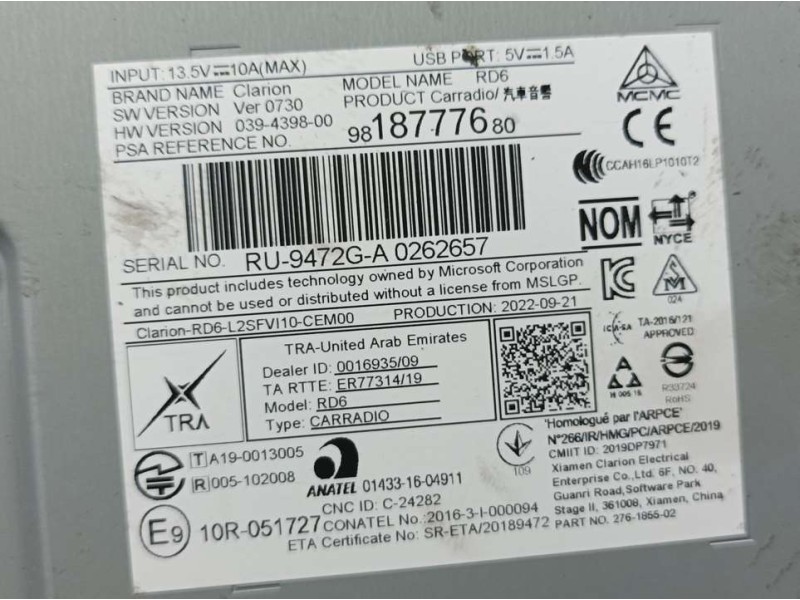 INPUT: 13.5V⎓10A(MAX) USB PORT: 5V⎓1.5A
BRAND NAME Clarion MODEL NAME RD6
SW VERSION Ver 0730 PRODUCT Carradio/汽車音響
HW VERSION 039-4398-00
PSA REFERENCE NO. 9818777680
MCMC
CE
CCAH16LP1010T2
NOM
NYCE
SERIAL NO. RU-9472G-A 0262657
This product includes technology owned by Microsoft Corporation
and cannot be used or distributed without a license from MSLGP.
024
Clarion-RD6-L2SFVI10-CEM00 PRODUCTION: 2022-09-21
ICASA TA-2016/121
APPROVED
TRA
TRA-United Arab Emirates
Dealer ID: 0016935/09
TA RTTE: ER77314/19
Model: RD6
Type: CARRADIO
R33724
RoHS
T A19-0013005
R 005-102008
ANATEL 01433-16-04911
109
'Homologué par l'ARPCE'
N°266/IR/HMG/PC/ARPCE/2019
CMIIT ID: 2019DP7971
Xiamen Clarion Electrical
Enterprise Co.,Ltd. 6F, NO. 40,
Guanri Road,Software Park
Stage II, 361008, Xiamen, China
PART NO. 276-1855-02
CNC ID: C-24282
E9 10R-051727 CONATEL No.:2016-3-I-000094
ETA Certificate No: SR-ETA/20189472